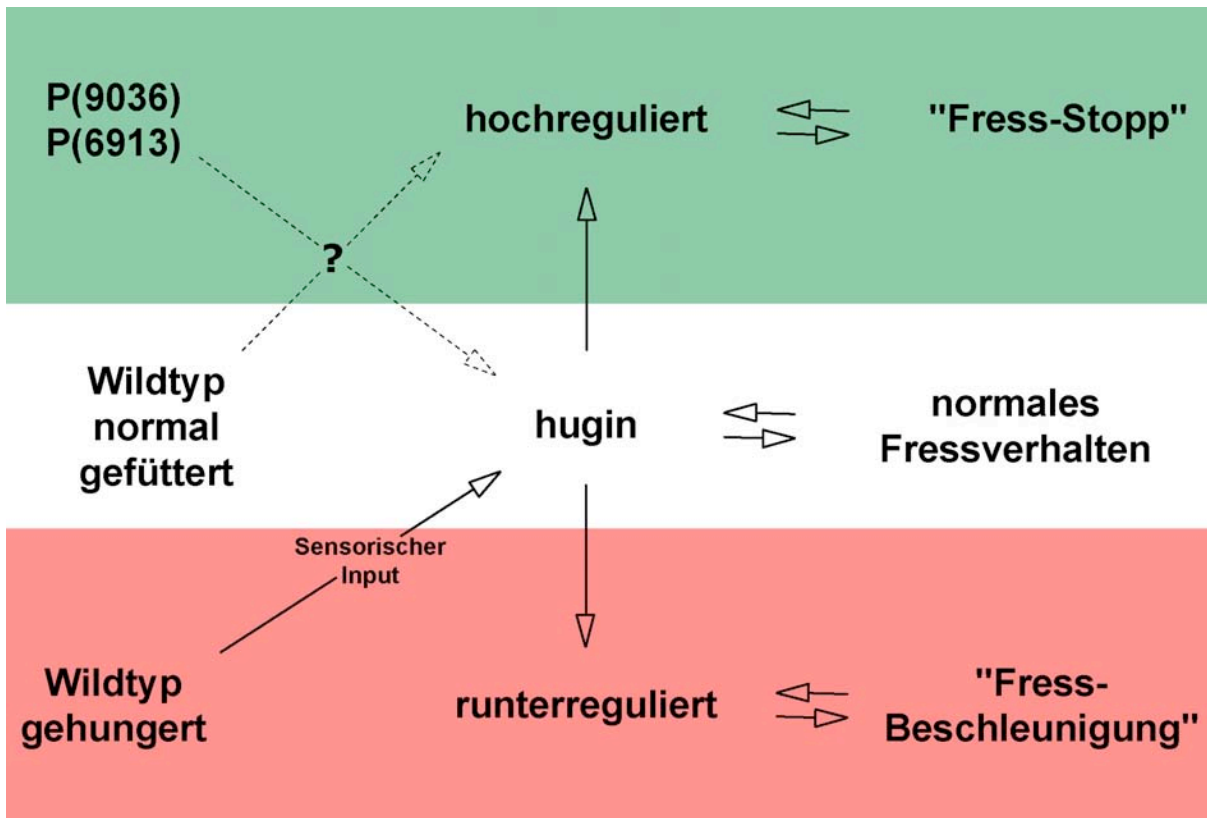 P(9036)
P(6913)
hochreguliert
"Fress-Stopp"
?
Wildtyp
normal
gefüttert
hugin
normales
Fressverhalten
Sensorischer
Input
Wildtyp
gehungert
runterreguliert
"Fress-
Beschleunigung"